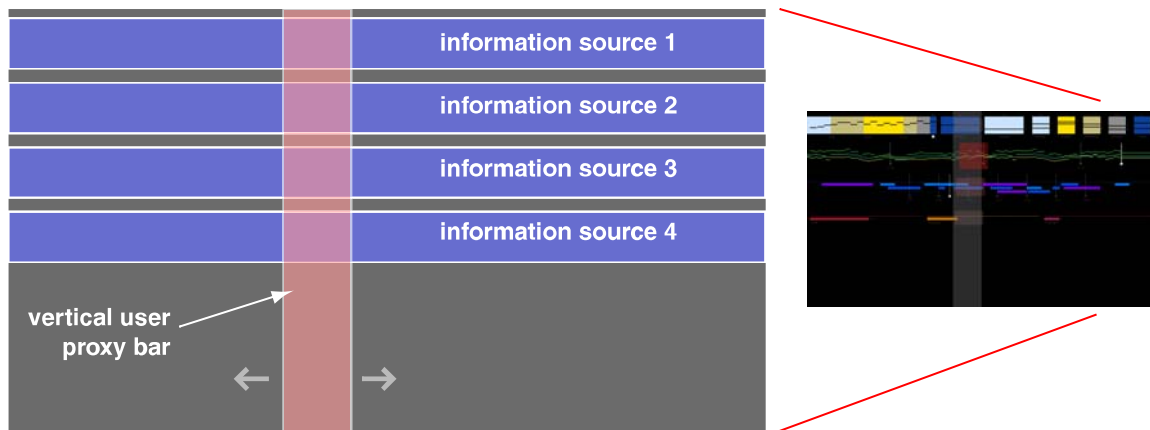 information source 1
information source 2
information source 3
information source 4
vertical user
proxy bar